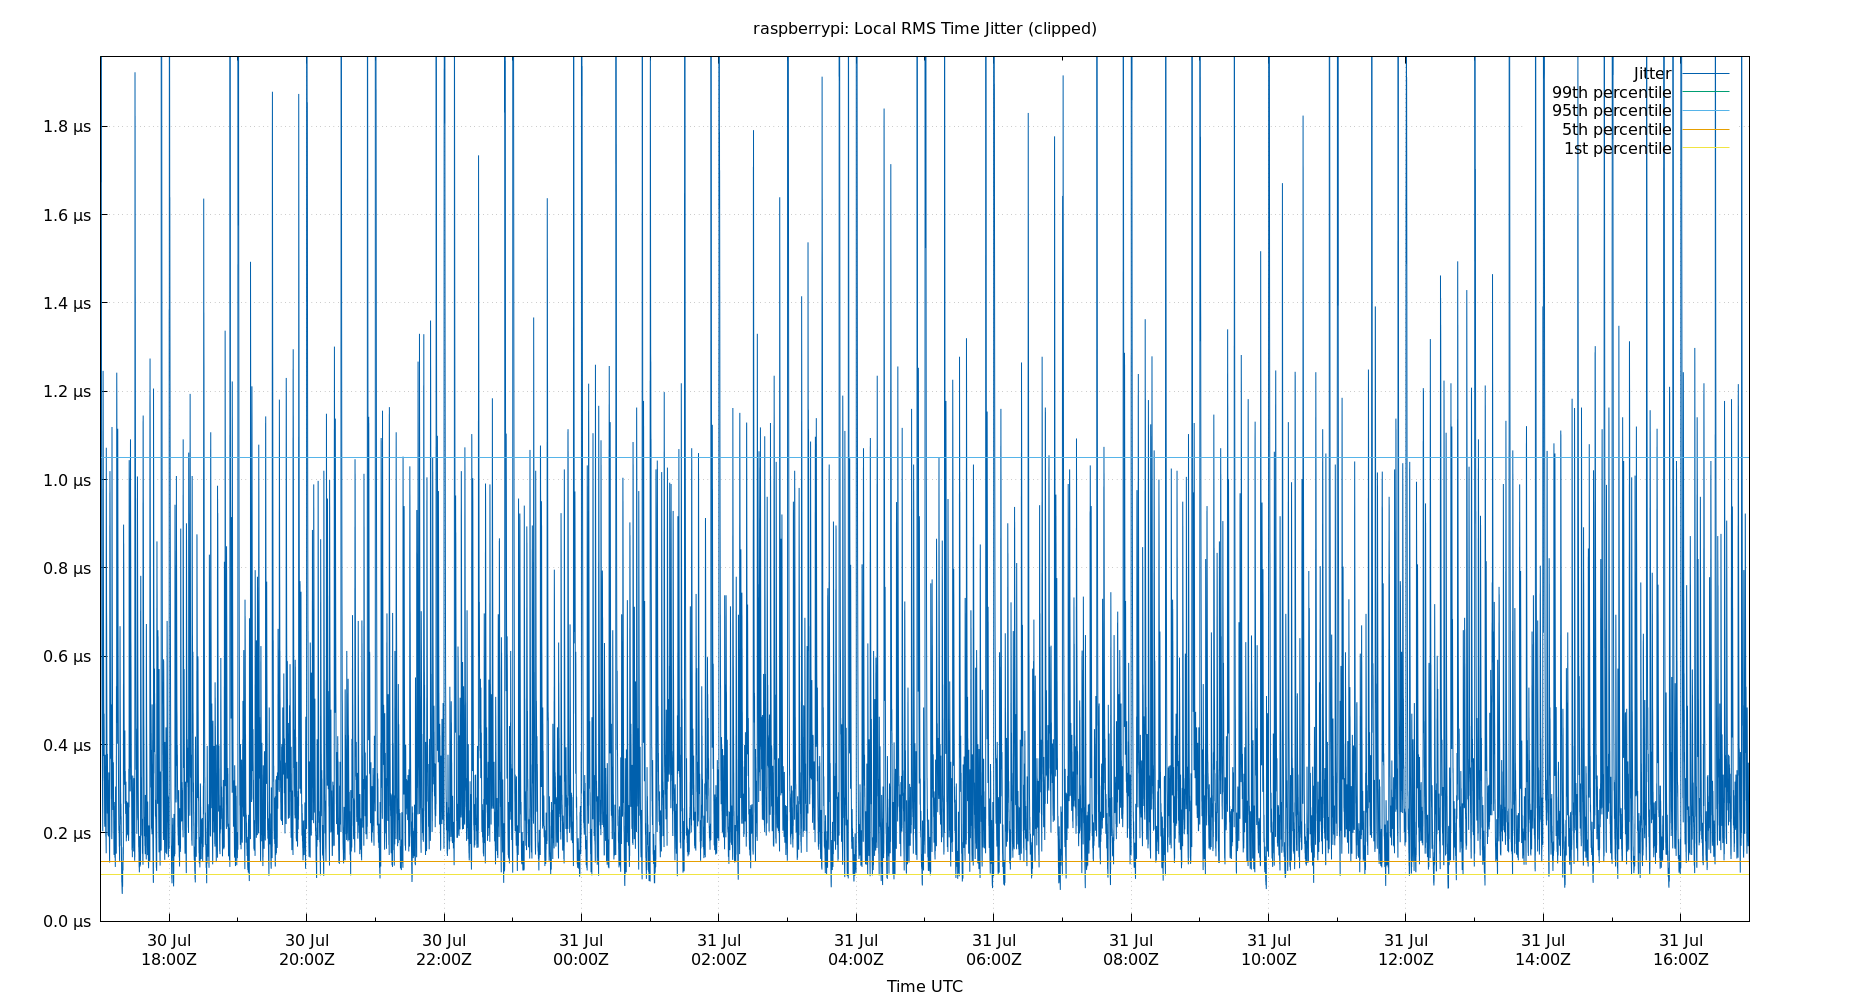 raspberrypi: Local RMS Time Jitter (clipped)
Jitter
99th percentile
95th percentile
5th percentile
1st percentile
1.8 µs
1.6 µs
1.4 µs
1.2 µs
1.0 µs
0.8 µs
0.6 µs
0.4 µs
0.2 µs
0.0 µs
30 Jul 30 Jul 30 Jul 31 Jul 31 Jul 31 Jul 31 Jul 31 Jul 31 Jul 31 Jul 31 Jul 31 Jul
18:00Z 20:00Z 22:00Z 00:00Z 02:00Z 04:00Z 06:00Z 08:00Z 10:00Z 12:00Z 14:00Z 16:00Z
Time UTC